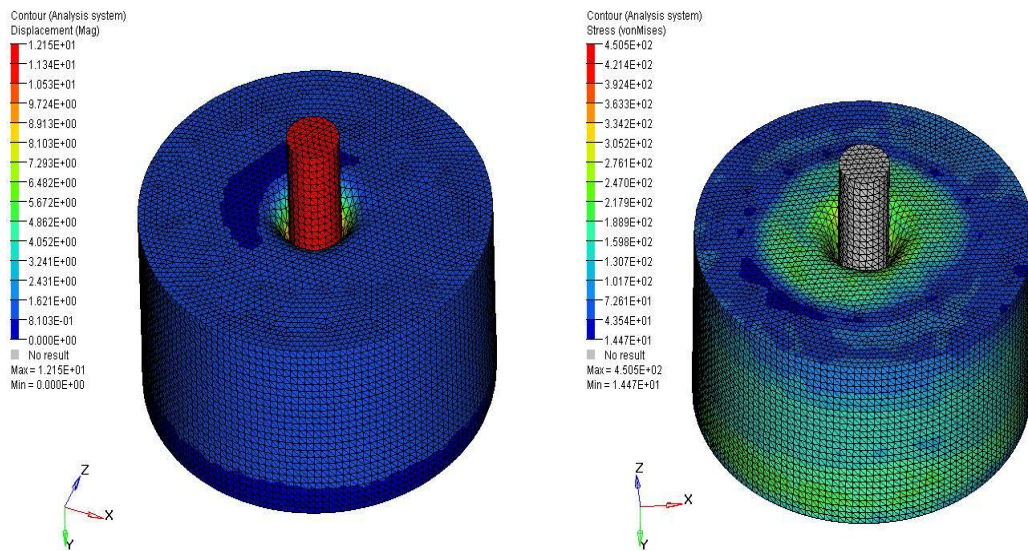 Contour (Analysis system)
Displacement (Mag)
1.215E+01
1.134E+01
1.053E+01
9.724E+00
8.913E+00
8.103E+00
7.293E+00
6.482E+00
5.672E+00
4.862E+00
4.052E+00
3.241E+00
2.431E+00
1.621E+00
8.103E-01
0.000E+00
No result
Max = 1.215E+01
Min = 0.000E+00
Z
X
Y
Contour (Analysis system)
Stress (vonMises)
4.505E+02
4.214E+02
3.924E+02
3.633E+02
3.342E+02
3.052E+02
2.761E+02
2.470E+02
2.179E+02
1.889E+02
1.598E+02
1.307E+02
1.017E+02
7.261E+01
4.354E+01
1.447E+01
No result
Max = 4.505E+02
Min = 1.447E+01
Z
X
Y